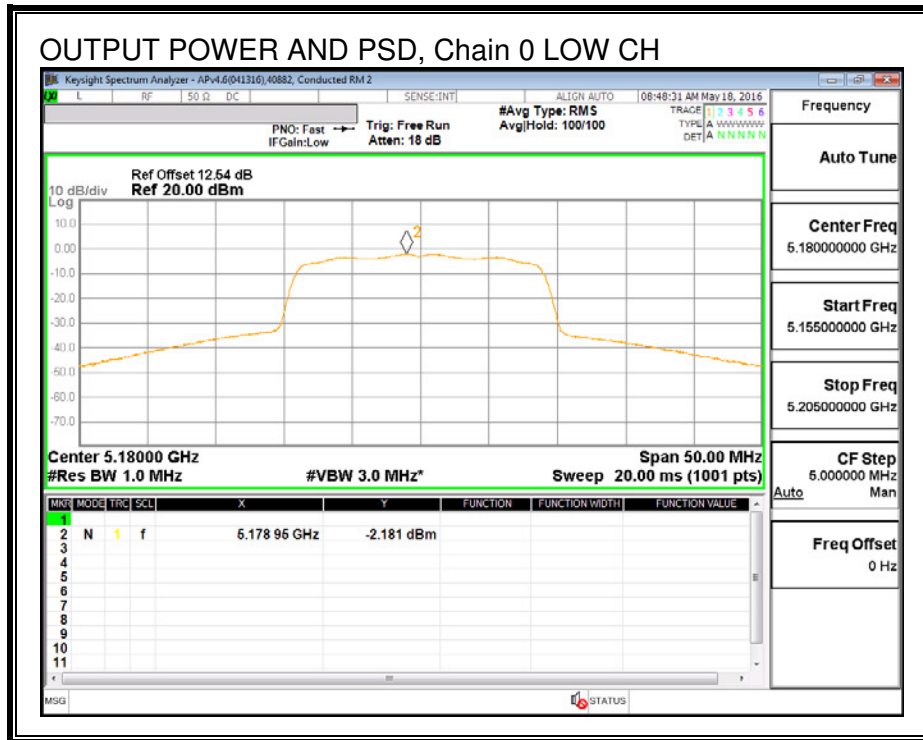 OUTPUT POWER AND PSD, Chain 0 LOW CH
Keysight Spectrum Analyzer - APv4.6(041316),40882, Conducted RM 2
L RF 50 Ω DC SENSE:INT ALIGN AUTO 08:48:31 AM May 18, 2016
PNO: Fast Trig: Free Run #Avg Type: RMS TRACE 1 2 3 4 5 6
IFGain:Low Atten: 18 dB Avg|Hold: 100/100 TYPE A WWWWW
DET A N N N N N
Frequency
Auto Tune
Ref Offset 12.54 dB
10 dB/div Ref 20.00 dBm
Log
10.0
0.00
-10.0
-20.0
-30.0
-40.0
-50.0
-60.0
-70.0
2
Center Freq
5.180000000 GHz
Start Freq
5.155000000 GHz
Stop Freq
5.205000000 GHz
Center 5.18000 GHz Span 50.00 MHz
#Res BW 1.0 MHz #VBW 3.0 MHz* Sweep 20.00 ms (1001 pts)
CF Step
5.000000 MHz
Auto Man
MKR MODE TRC SCL X Y FUNCTION FUNCTION WIDTH FUNCTION VALUE
1
2 N 1 f 5.178 95 GHz -2.181 dBm
3
4
5
6
7
8
9
10
11
Freq Offset
0 Hz
MSG STATUS